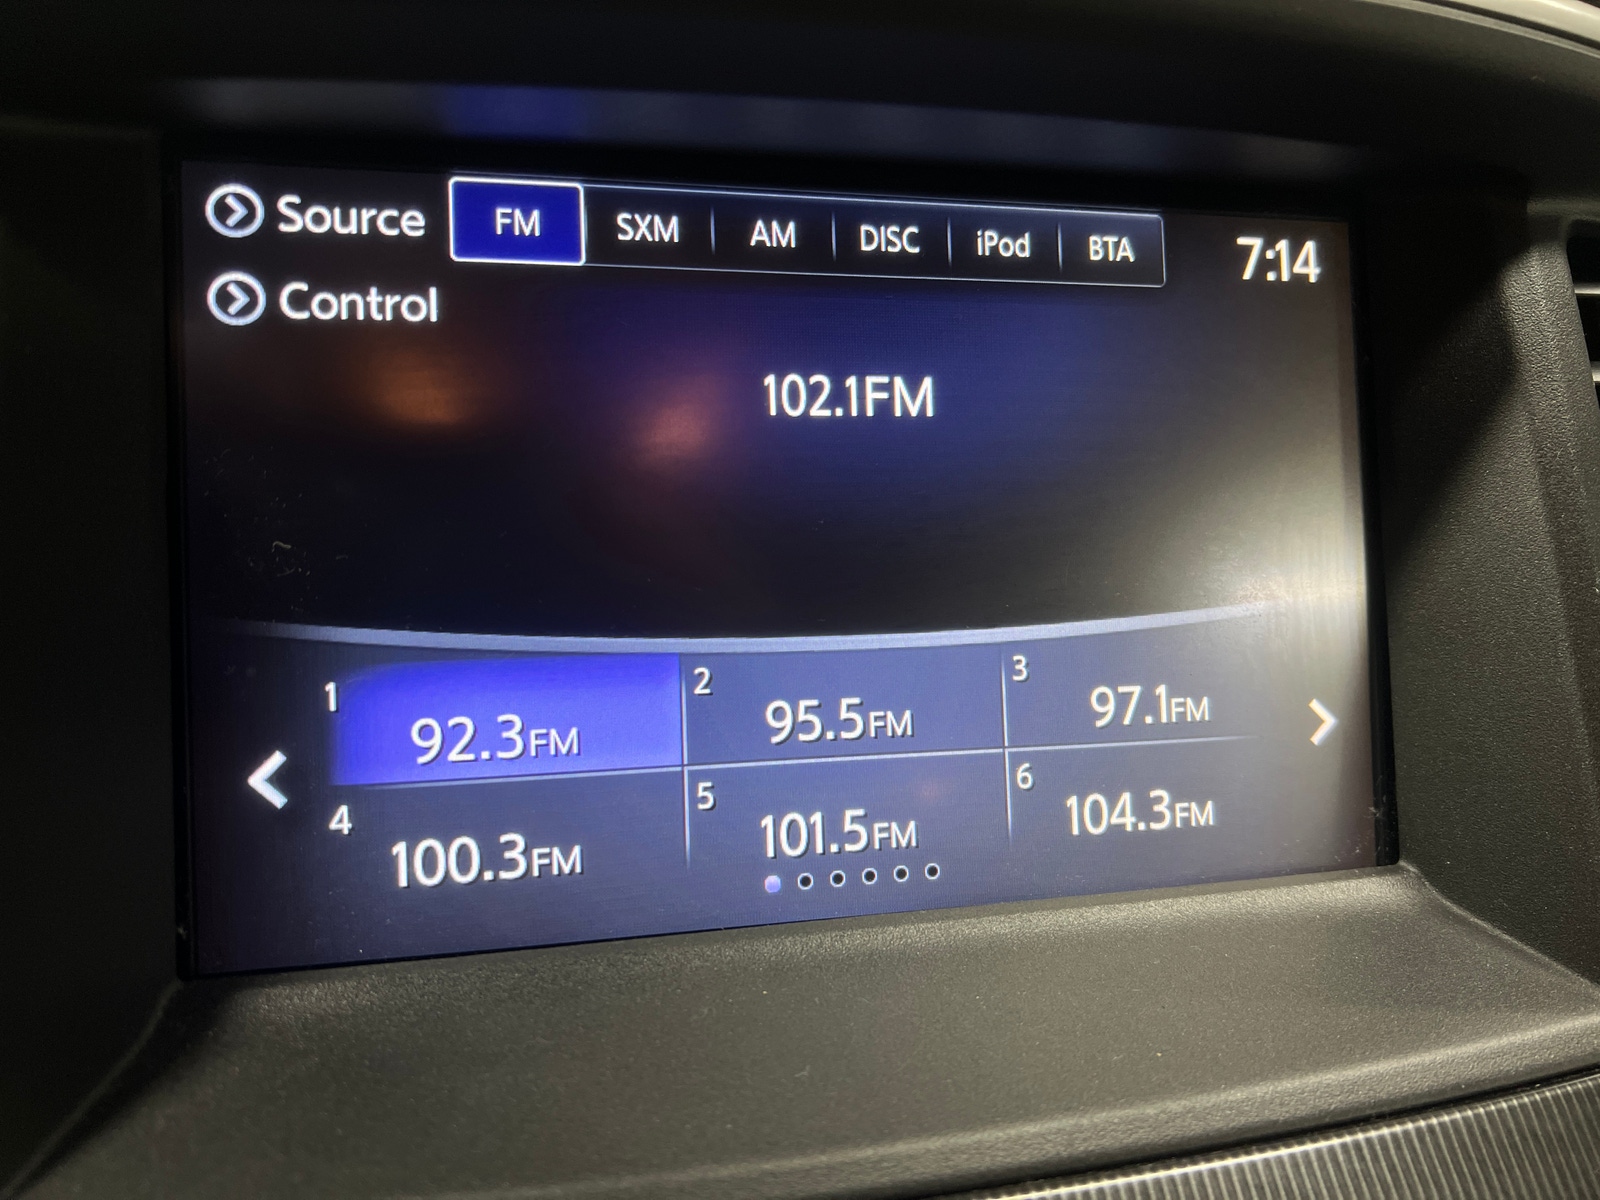 Source FM SXM AM DISC iPod BTA 7:14
Control
102.1FM
1 92.3FM 2 95.5FM 3 97.1FM
4 100.3FM 5 101.5FM 6 104.3FM